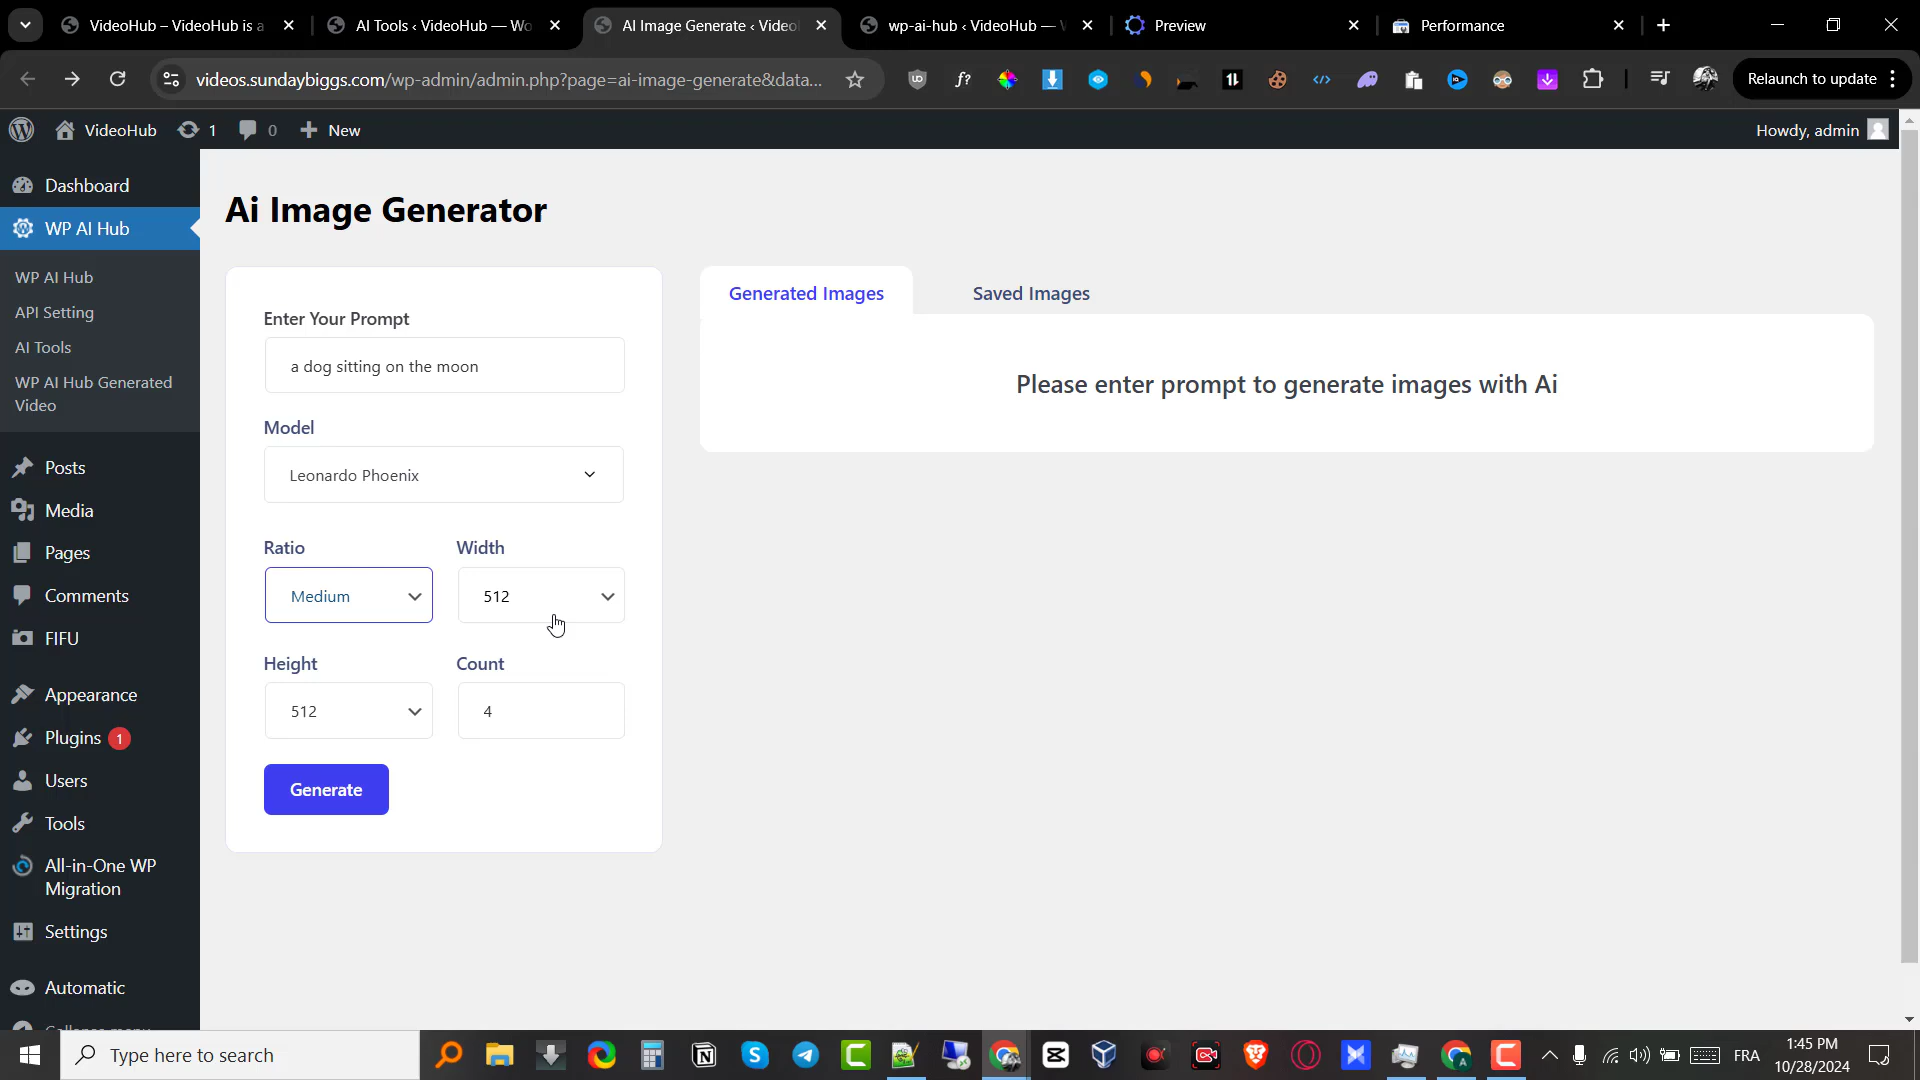 VideoHub – VideoHub is a
AI Tools ‹ VideoHub — Wo
AI Image Generate ‹ Video
wp-ai-hub ‹ VideoHub — W
Preview
Performance
videos.sundaybiggs.com/wp-admin/admin.php?page=ai-image-generate&data...
Relaunch to update
VideoHub
1
0
New
Howdy, admin
Dashboard
WP AI Hub
WP AI Hub
API Setting
AI Tools
WP AI Hub Generated
Video
Posts
Media
Pages
Comments
FIFU
Appearance
Plugins 1
Users
Tools
All-in-One WP
Migration
Settings
Automatic
Collapse menu
Ai Image Generator
Enter Your Prompt
a dog sitting on the moon
Model
Leonardo Phoenix
Ratio
Width
Medium
512
Height
Count
512
4
Generate
Generated Images
Saved Images
Please enter prompt to generate images with Ai
Type here to search
FRA
1:45 PM
10/28/2024